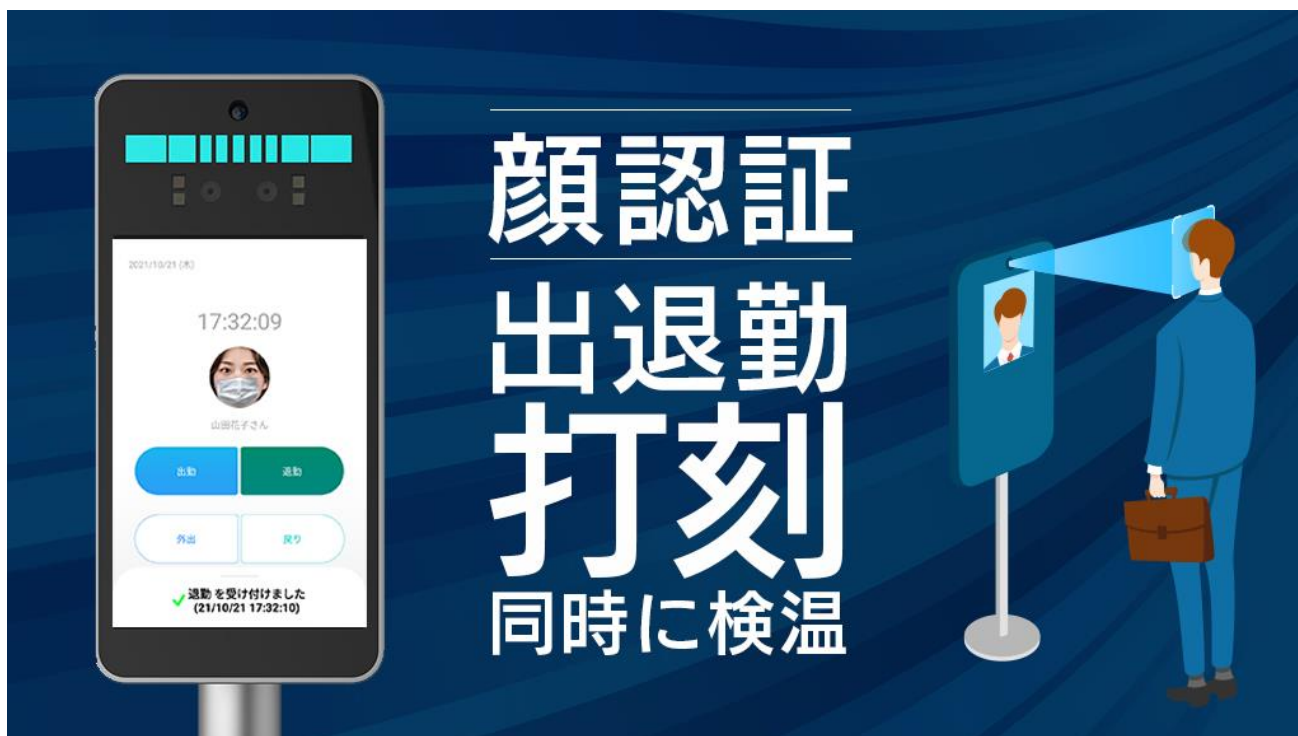 2021/10/21 (木)
17:32:09
山田花子さん
出勤 退勤
外出 戻り
退勤 を受け付けました
(21/10/21 17:32:10)
顔認証
出退勤
打刻
同時に検温